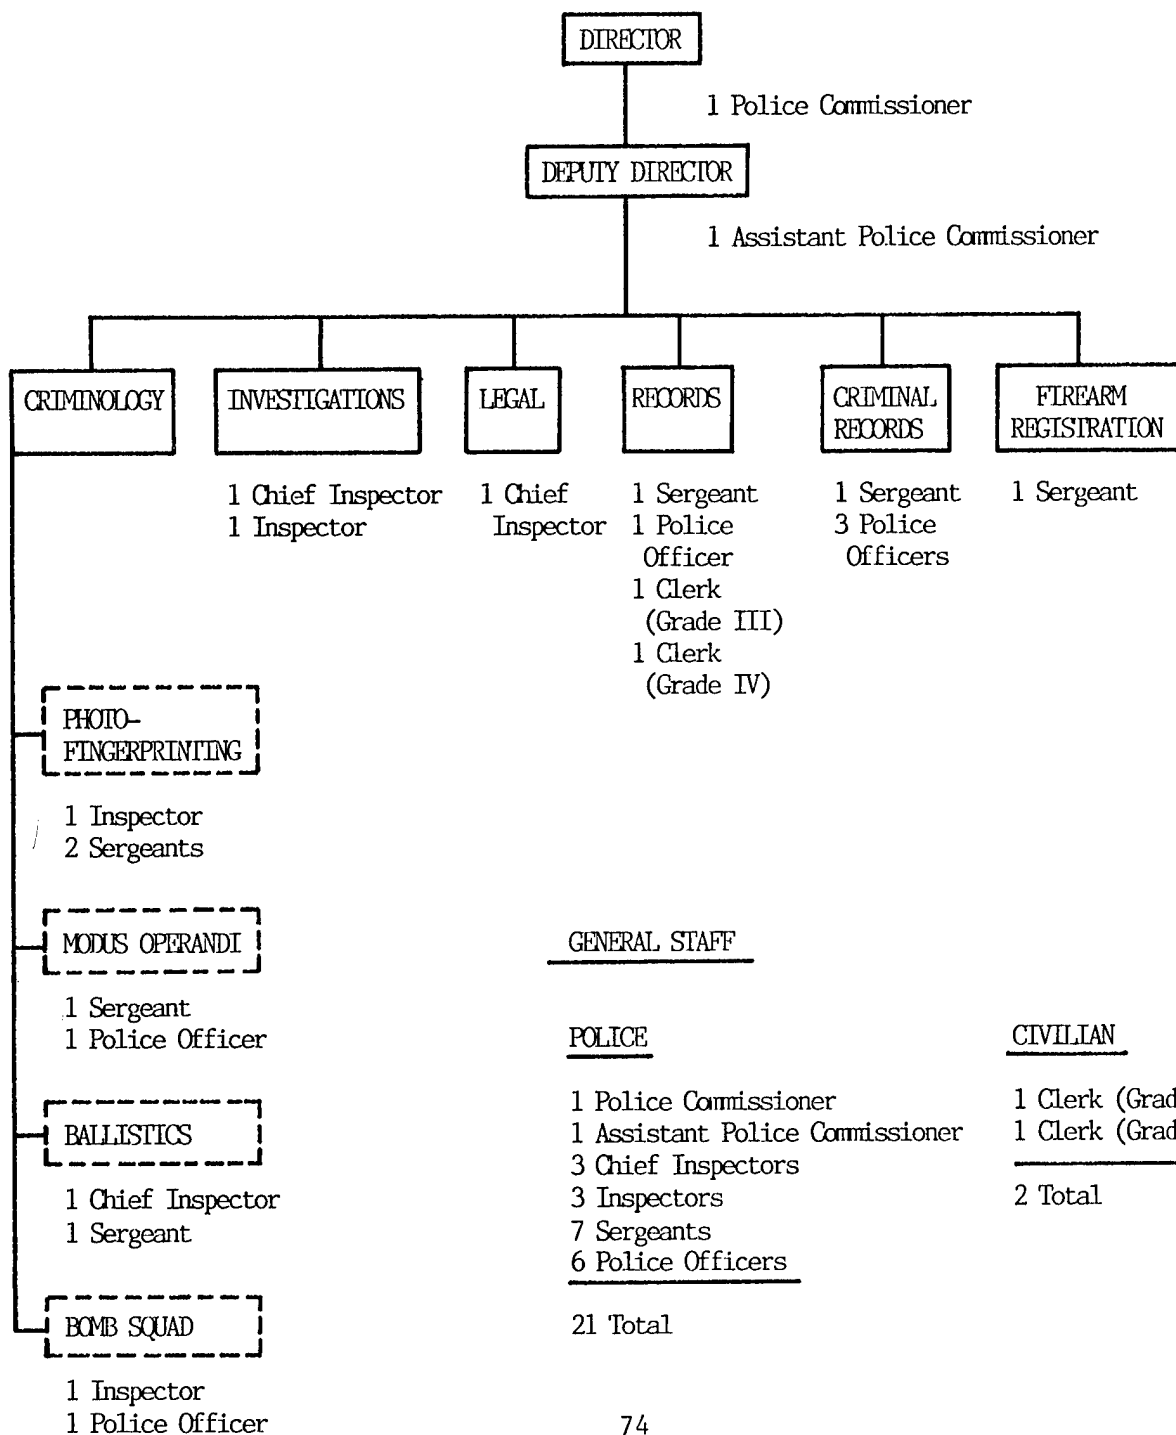 DIRECTOR
1 Police Commissioner
DEPUTY DIRECTOR
1 Assistant Police Commissioner
CRIMINOLOGY
INVESTIGATIONS
1 Chief Inspector
1 Inspector
LEGAL
1 Chief
Inspector
RECORDS
1 Sergeant
1 Police
Officer
1 Clerk
(Grade III)
1 Clerk
(Grade IV)
CRIMINAL
RECORDS
1 Sergeant
3 Police
Officers
FIREARM
REGISTRATION
1 Sergeant
PHOTO-
FINGERPRINTING
1 Inspector
2 Sergeants
MODUS OPERANDI
1 Sergeant
1 Police Officer
BALLISTICS
1 Chief Inspector
1 Sergeant
BOMB SQUAD
1 Inspector
1 Police Officer
GENERAL STAFF
POLICE
1 Police Commissioner
1 Assistant Police Commissioner
3 Chief Inspectors
3 Inspectors
7 Sergeants
6 Police Officers
21 Total
CIVILIAN
1 Clerk (Grad
1 Clerk (Grad
2 Total
74